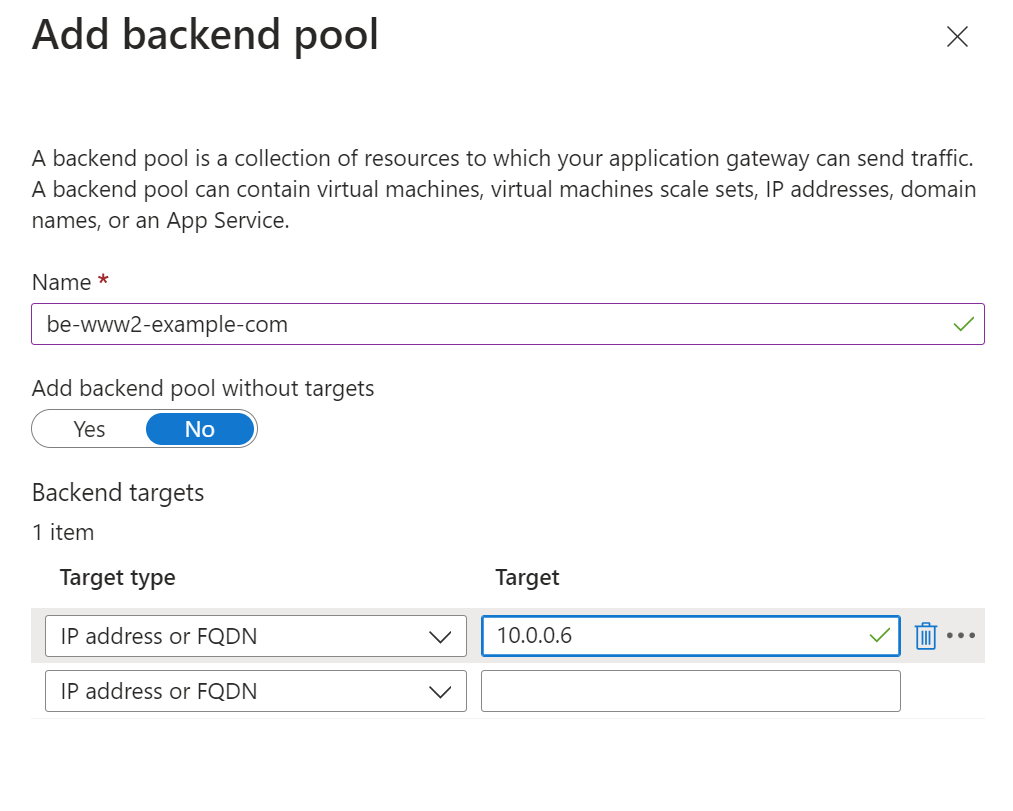 Add backend pool
A backend pool is a collection of resources to which your application gateway can send traffic.
A backend pool can contain virtual machines, virtual machines scale sets, IP addresses, domain
names, or an App Service.
Name *
be-www2-example-com
Add backend pool without targets
Yes No
Backend targets
1 item
Target type Target
IP address or FQDN 10.0.0.6
IP address or FQDN